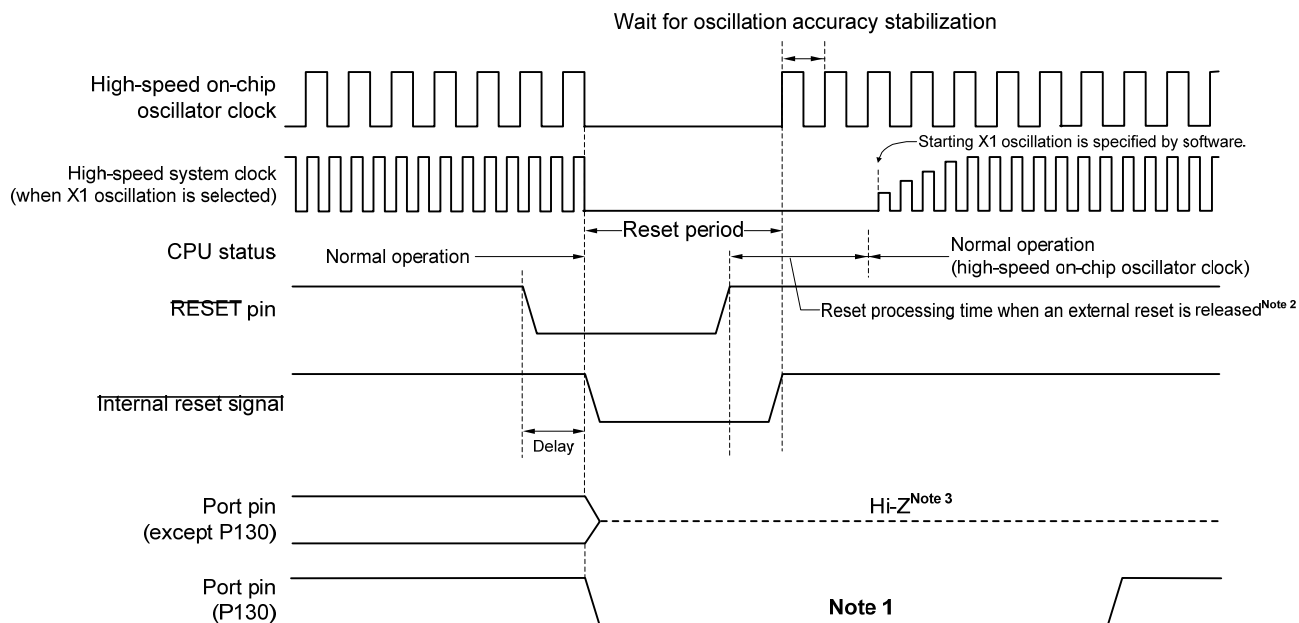 Wait for oscillation accuracy stabilization
High-speed on-chip
oscillator clock
Starting X1 oscillation is specified by software.
High-speed system clock
(when X1 oscillation is selected)
Reset period
CPU status
Normal operation
Normal operation
(high-speed on-chip oscillator clock)
RESET pin
Reset processing time when an external reset is released Note 2
Internal reset signal
Delay
Port pin
(except P130)
Hi-Z Note 3
Port pin
(P130)
Note 1